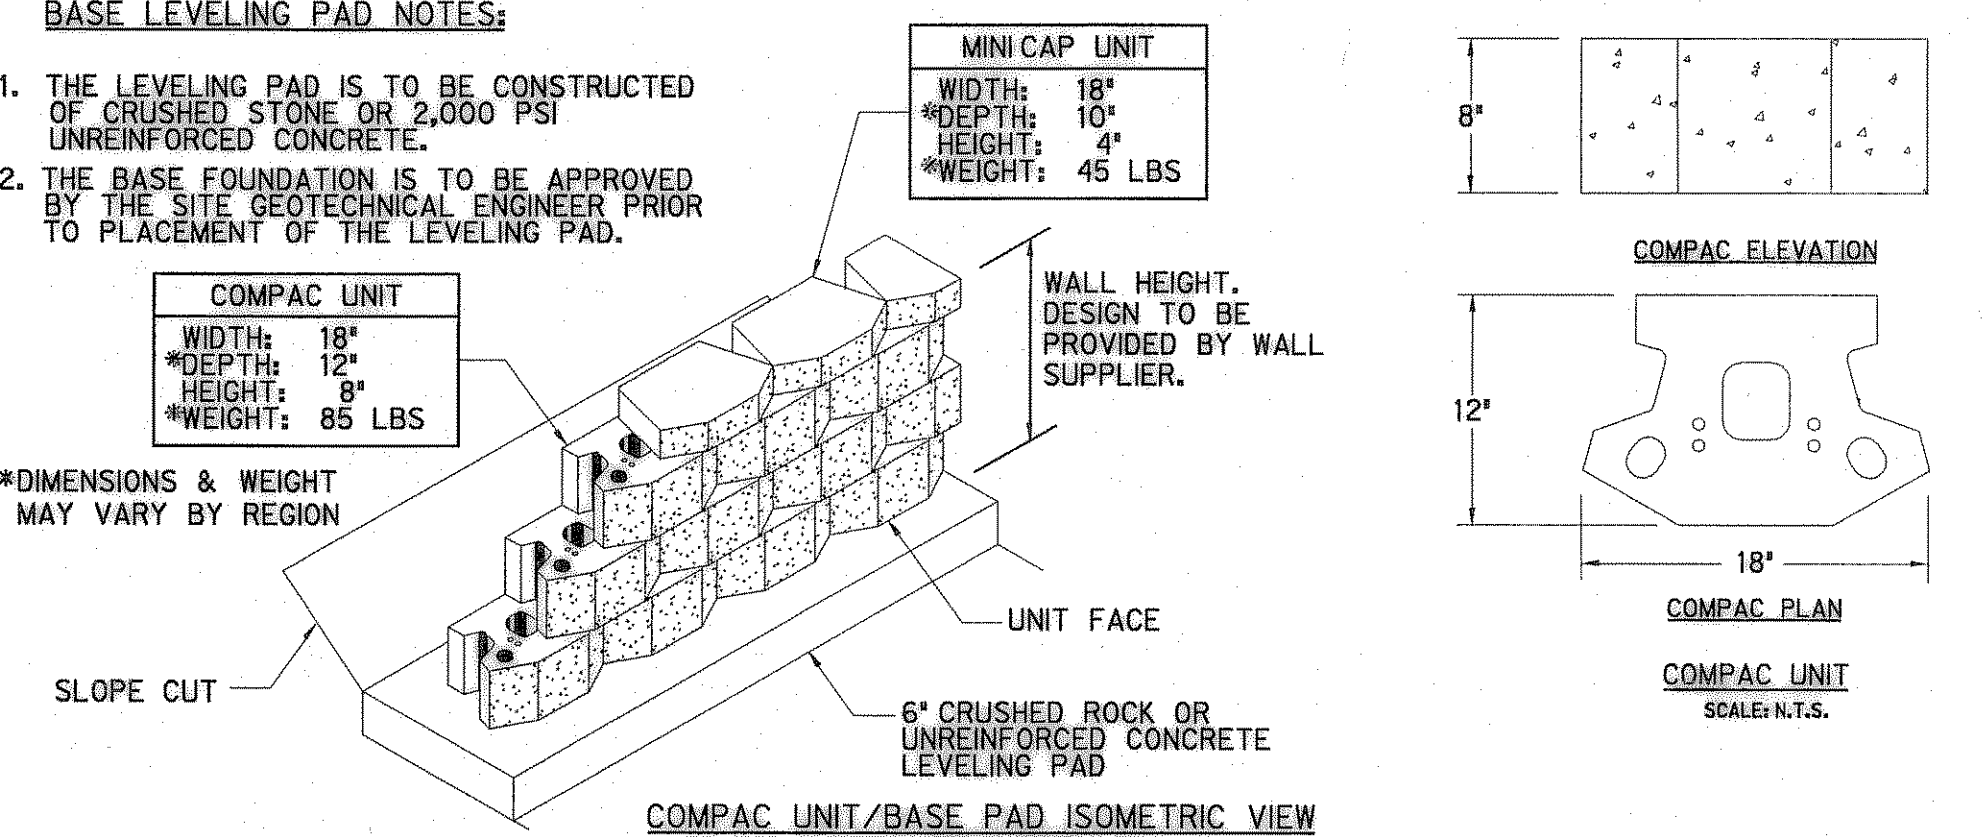 BASE LEVELING PAD NOTES:
1. THE LEVELING PAD IS TO BE CONSTRUCTED
OF CRUSHED STONE OR 2,000 PSI
UNREINFORCED CONCRETE.
2. THE BASE FOUNDATION IS TO BE APPROVED
BY THE SITE GEOTECHNICAL ENGINEER PRIOR
TO PLACEMENT OF THE LEVELING PAD.
MINI CAP UNIT
WIDTH: 18"
*DEPTH: 10"
HEIGHT: 4"
*WEIGHT: 45 LBS
COMPAC UNIT
WIDTH: 18"
*DEPTH: 12"
HEIGHT: 8"
*WEIGHT: 85 LBS
*DIMENSIONS & WEIGHT
MAY VARY BY REGION
WALL HEIGHT.
DESIGN TO BE
PROVIDED BY WALL
SUPPLIER.
UNIT FACE
SLOPE CUT
6" CRUSHED ROCK OR
UNREINFORCED CONCRETE
LEVELING PAD
COMPAC UNIT/BASE PAD ISOMETRIC VIEW
8"
COMPAC ELEVATION
12"
18"
COMPAC PLAN
COMPAC UNIT
SCALE: N.T.S.